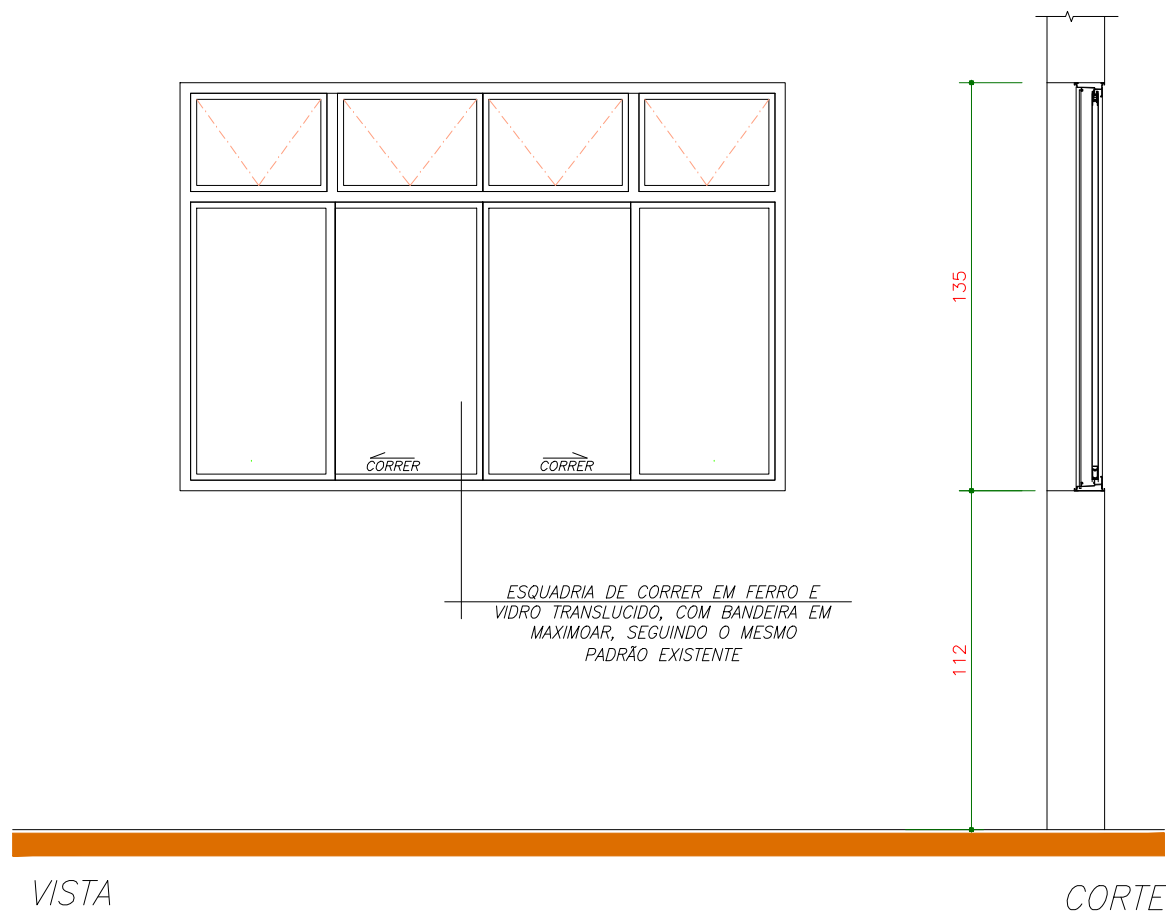 135
CORRER
CORRER
ESQUADRIA DE CORRER EM FERRO E
VIDRO TRANSLUCIDO, COM BANDEIRA EM
MAXIMOAR, SEGUINDO O MESMO
PADRÃO EXISTENTE
112
VISTA
CORTE